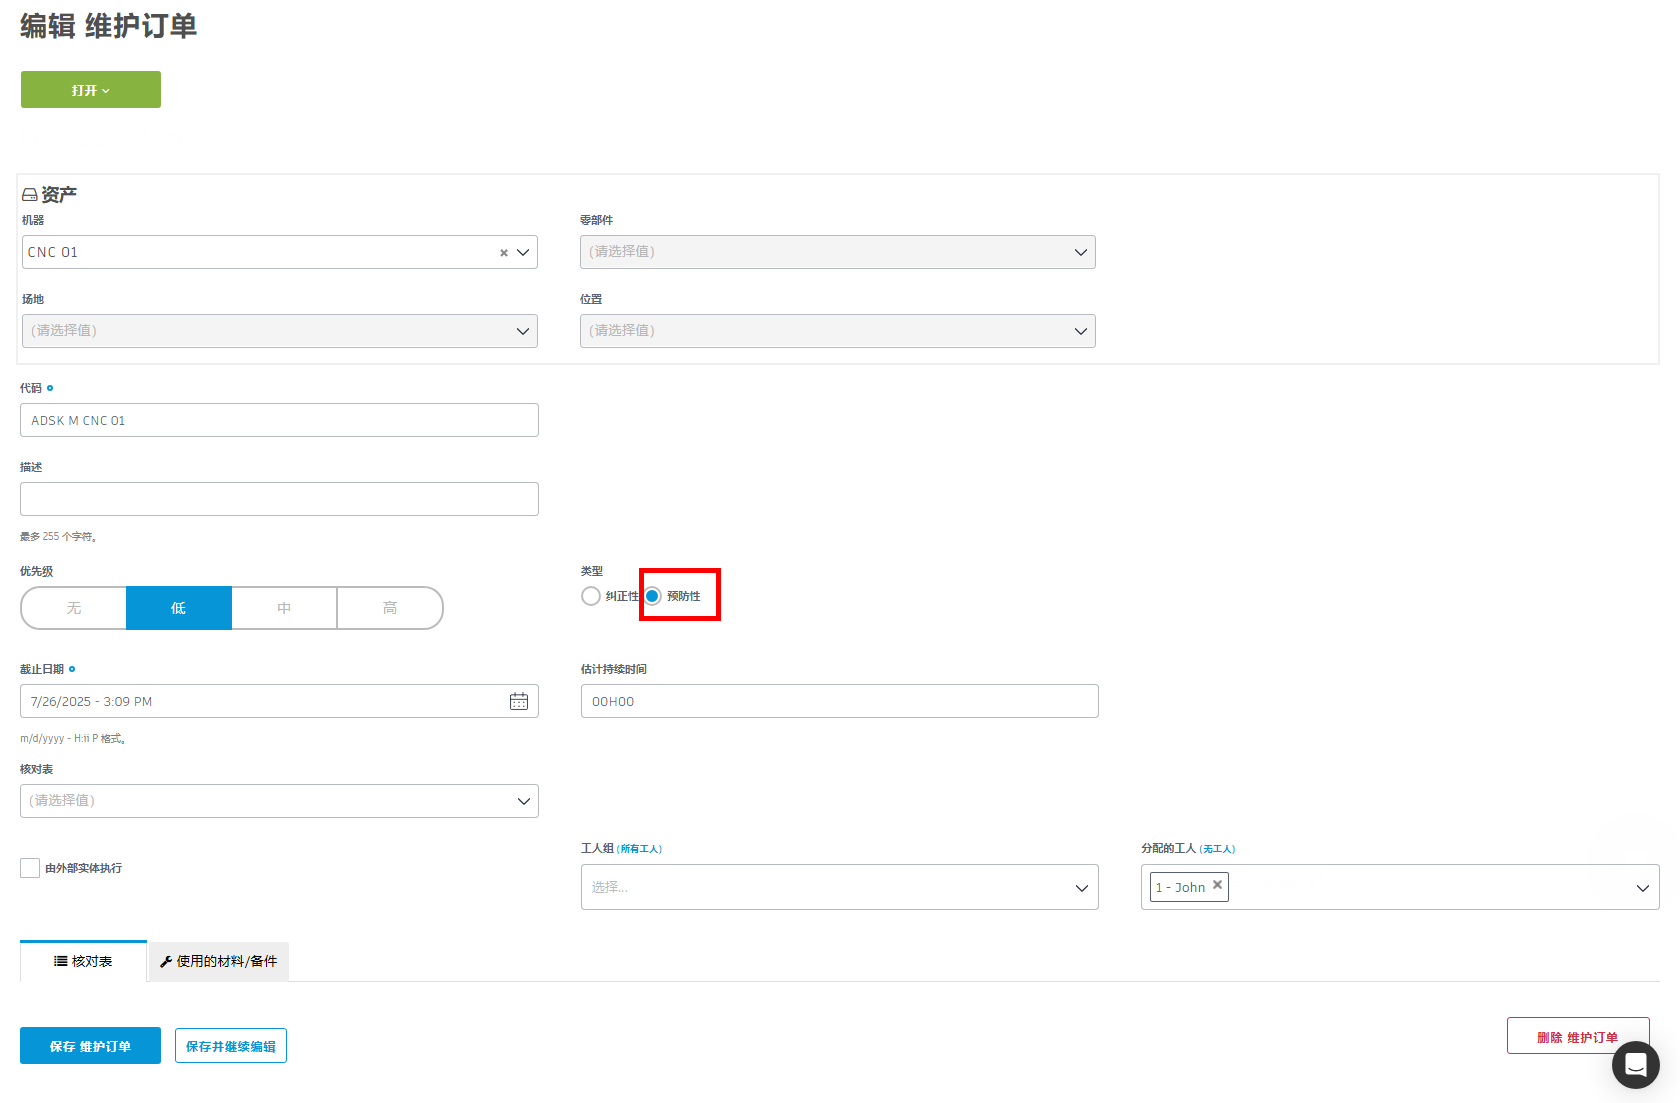 编辑 维护订单
打开
资产
机器
零部件
CNC 01
(请选择值)
场地
位置
(请选择值)
(请选择值)
代码
ADSK M CNC 01
描述
最多 255 个字符。
优先级
类型
无
低
中
高
纠正性
预防性
截止日期
估计持续时间
7/26/2025 - 3:09 PM
00H00
m/d/yyyy - H:ii P 格式。
核对表
(请选择值)
由外部实体执行
工人组 (所有工人)
分配的工人 (无工人)
选择...
1 - John
核对表
使用的材料/备件
保存 维护订单
保存并继续编辑
删除 维护订单